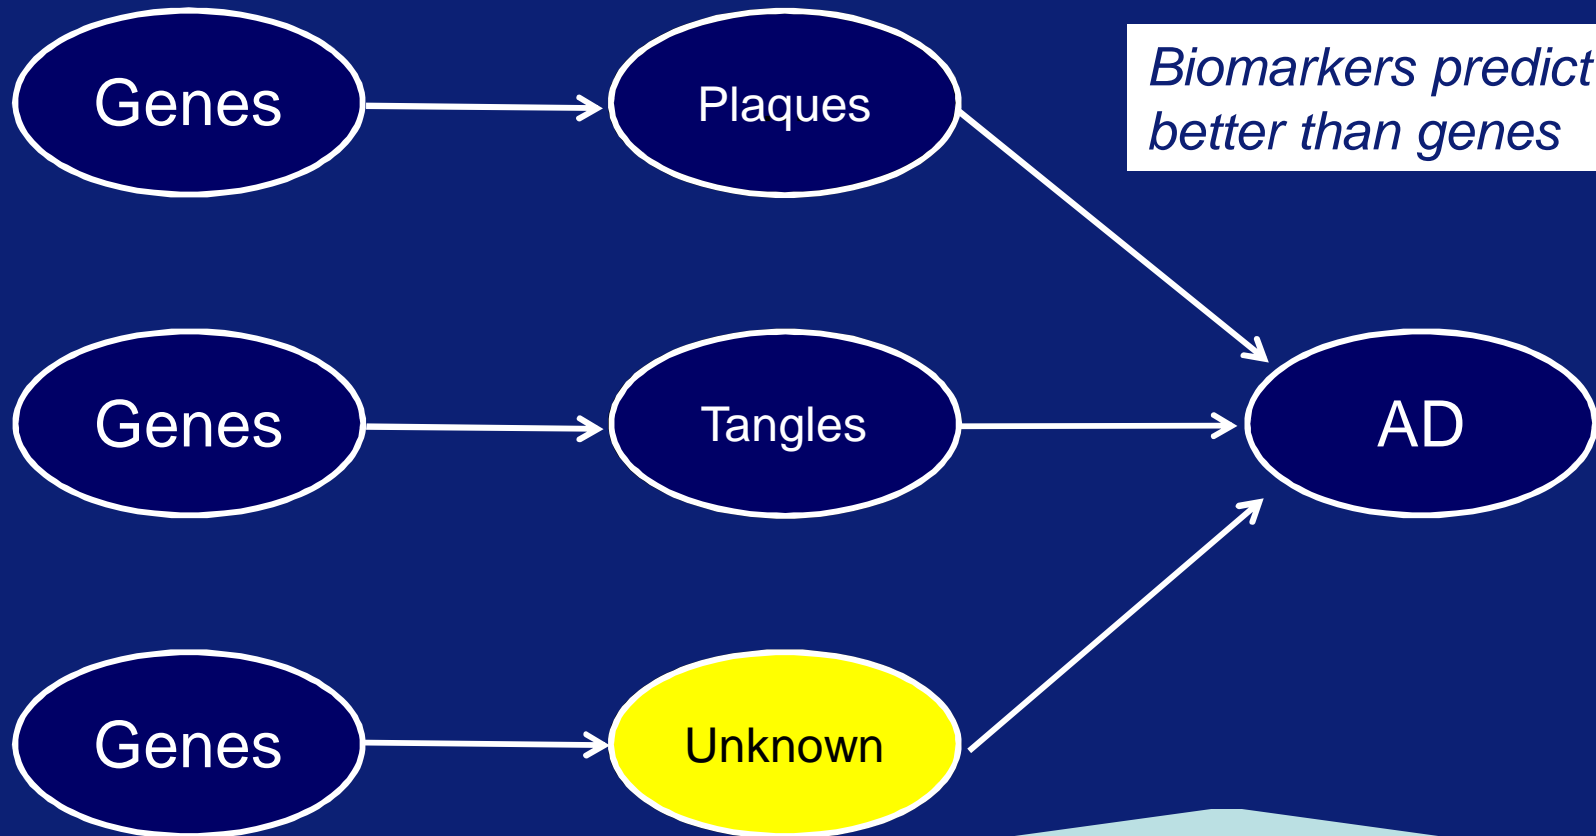 Genes
Plaques
Biomarkers predict
better than genes
Genes
Tangles
AD
Genes
Unknown